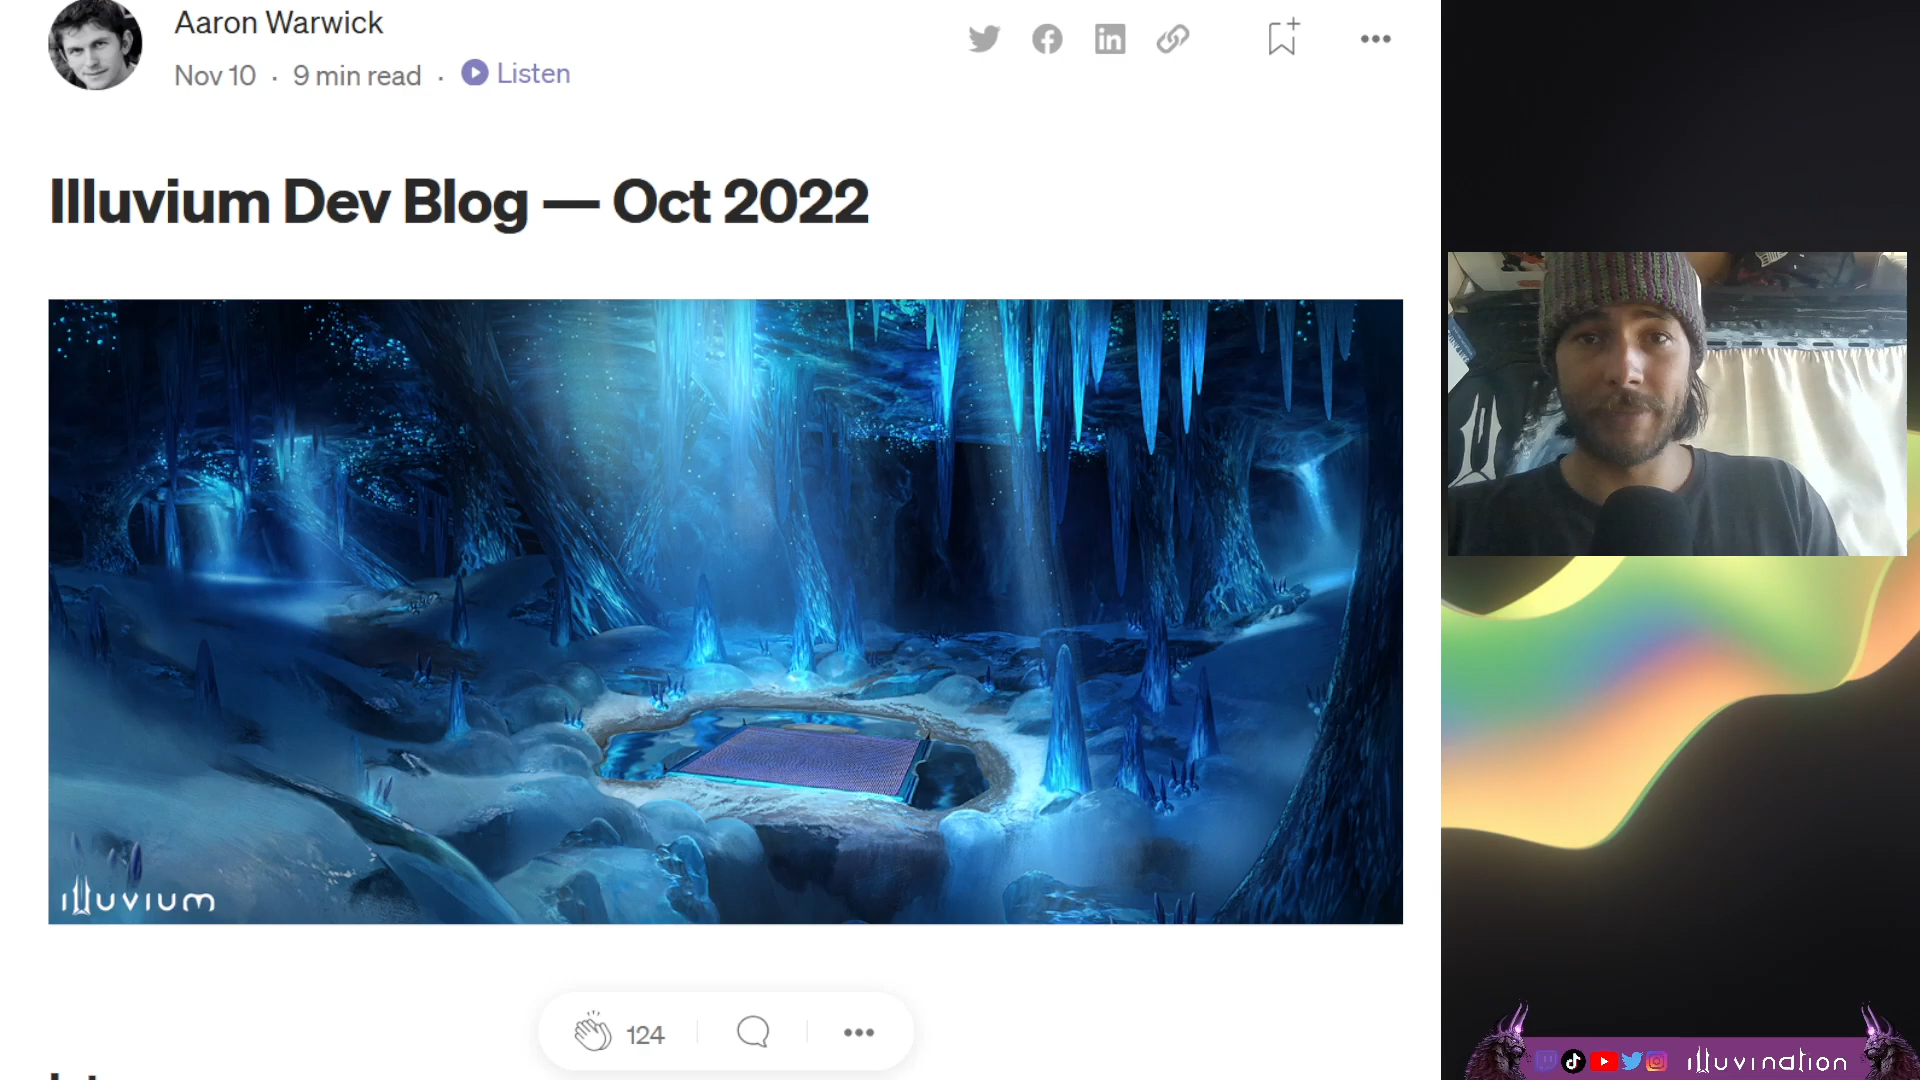 Aaron Warwick
Nov 10 · 9 min read · Listen
Illuvium Dev Blog — Oct 2022
illuvium
124
illuvination